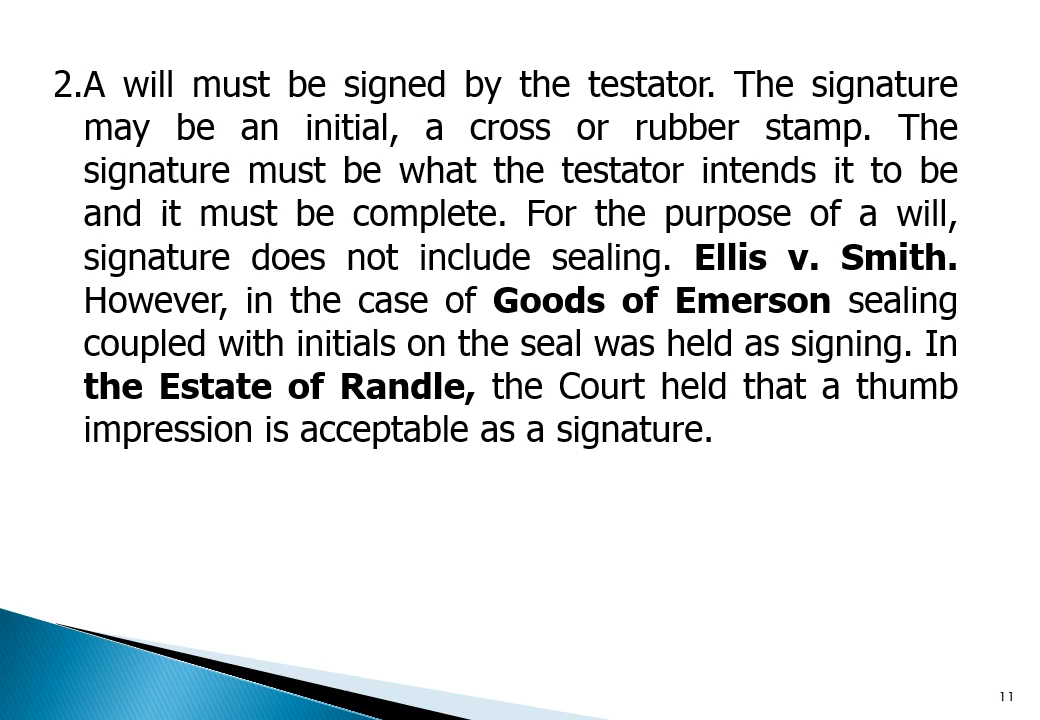 2.A will must be signed by the testator. The signature
may be an initial, a cross or rubber stamp. The
signature must be what the testator intends it to be
and it must be complete. For the purpose of a will,
signature does not include sealing. Ellis v. Smith.
However, in the case of Goods of Emerson sealing
coupled with initials on the seal was held as signing. In
the Estate of Randle, the Court held that a thumb
impression is acceptable as a signature.
11